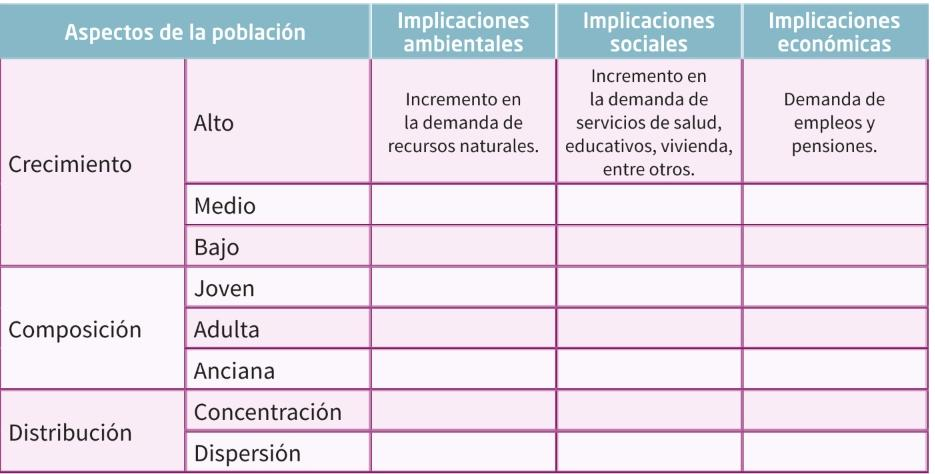 Aspectos de la población
Implicaciones
ambientales
Implicaciones
sociales
Implicaciones
económicas
Crecimiento
Alto
Incremento en
la demanda de
recursos naturales.
Incremento en
la demanda de
servicios de salud,
educativos, vivienda,
entre otros.
Demanda de
empleos y
pensiones.
Medio
Bajo
Composición
Joven
Adulta
Anciana
Distribución
Concentración
Dispersión